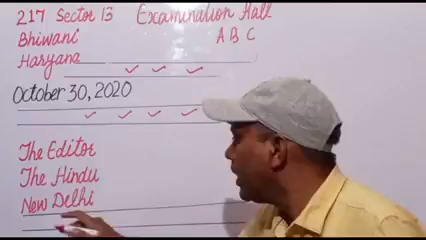 217 Sector 13 Examination Hall
Bhiwani A B C
Haryana
October 30, 2020
The Editor
The Hindu
New Delhi